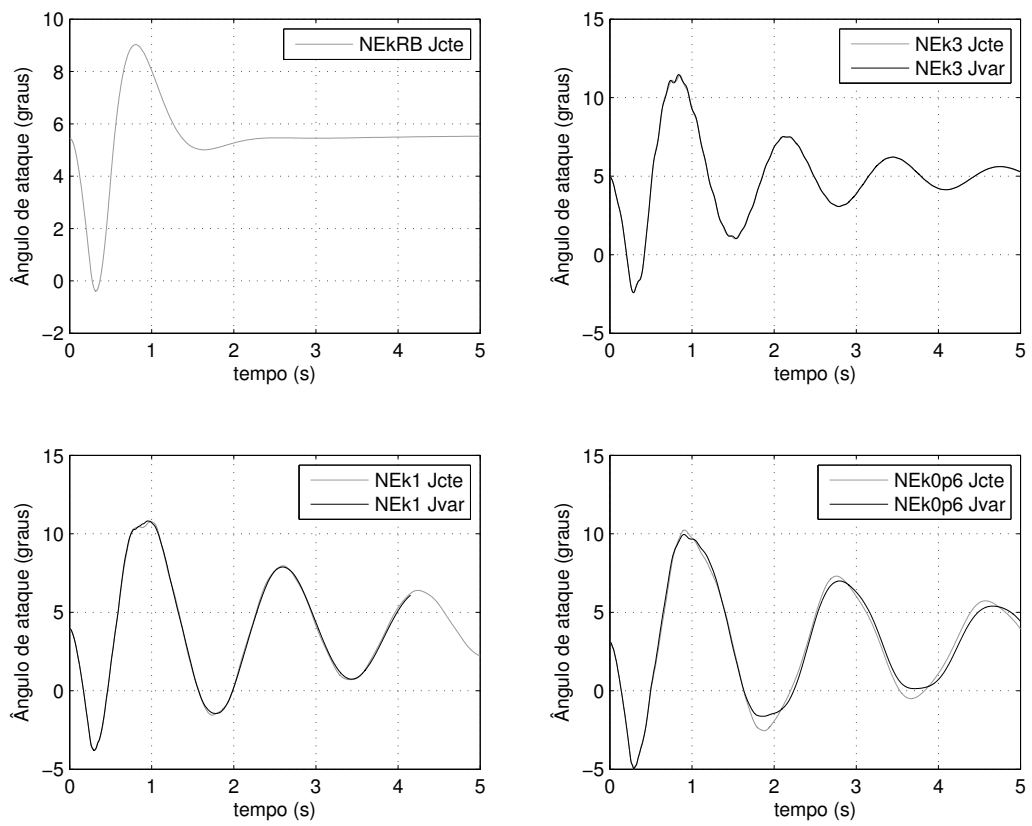 10
8
6
4
2
0
−2
Ângulo de ataque (graus)
NEkRB Jcte
0 1 2 3 4 5
tempo (s)
15
10
5
0
−5
Ângulo de ataque (graus)
NEk3 Jcte
NEk3 Jvar
0 1 2 3 4 5
tempo (s)
15
10
5
0
−5
Ângulo de ataque (graus)
NEk1 Jcte
NEk1 Jvar
0 1 2 3 4 5
tempo (s)
15
10
5
0
−5
Ângulo de ataque (graus)
NEk0p6 Jcte
NEk0p6 Jvar
0 1 2 3 4 5
tempo (s)